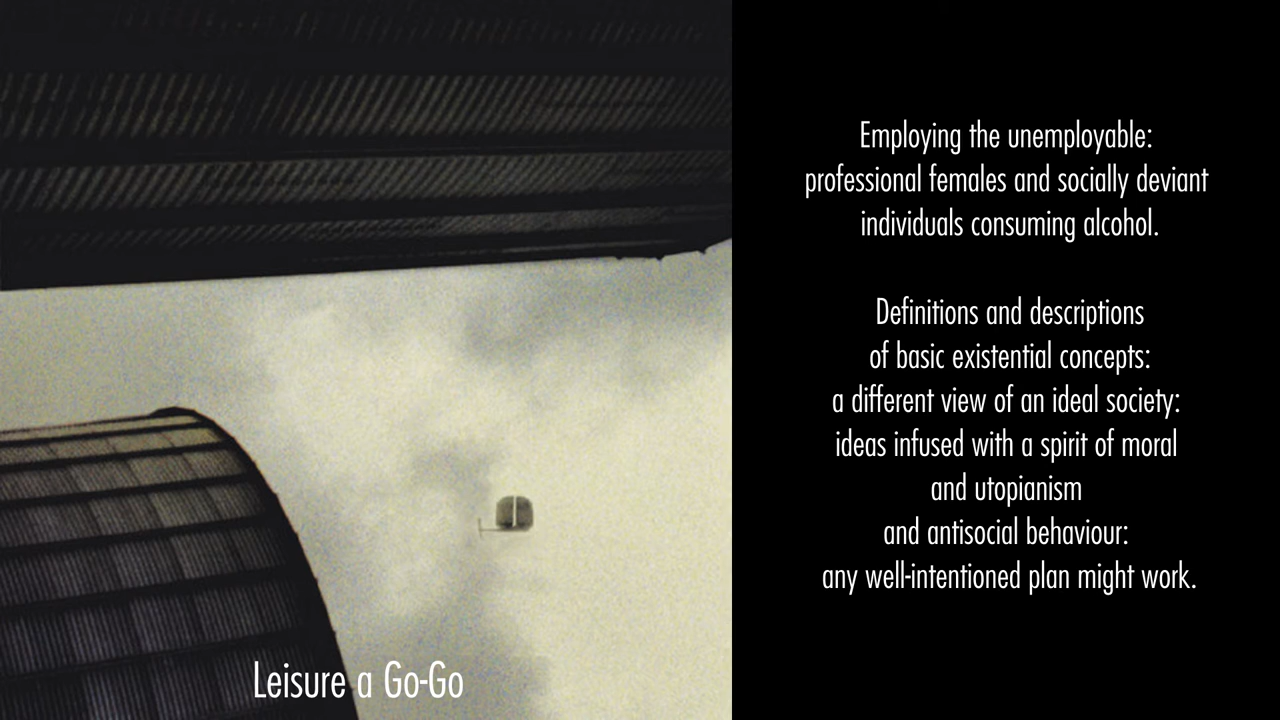 Employing the unemployable:
professional females and socially deviant
individuals consuming alcohol.
Definitions and descriptions
of basic existential concepts:
a different view of an ideal society:
ideas infused with a spirit of moral
and utopianism
and antisocial behaviour:
any well-intentioned plan might work.
Leisure a Go-Go